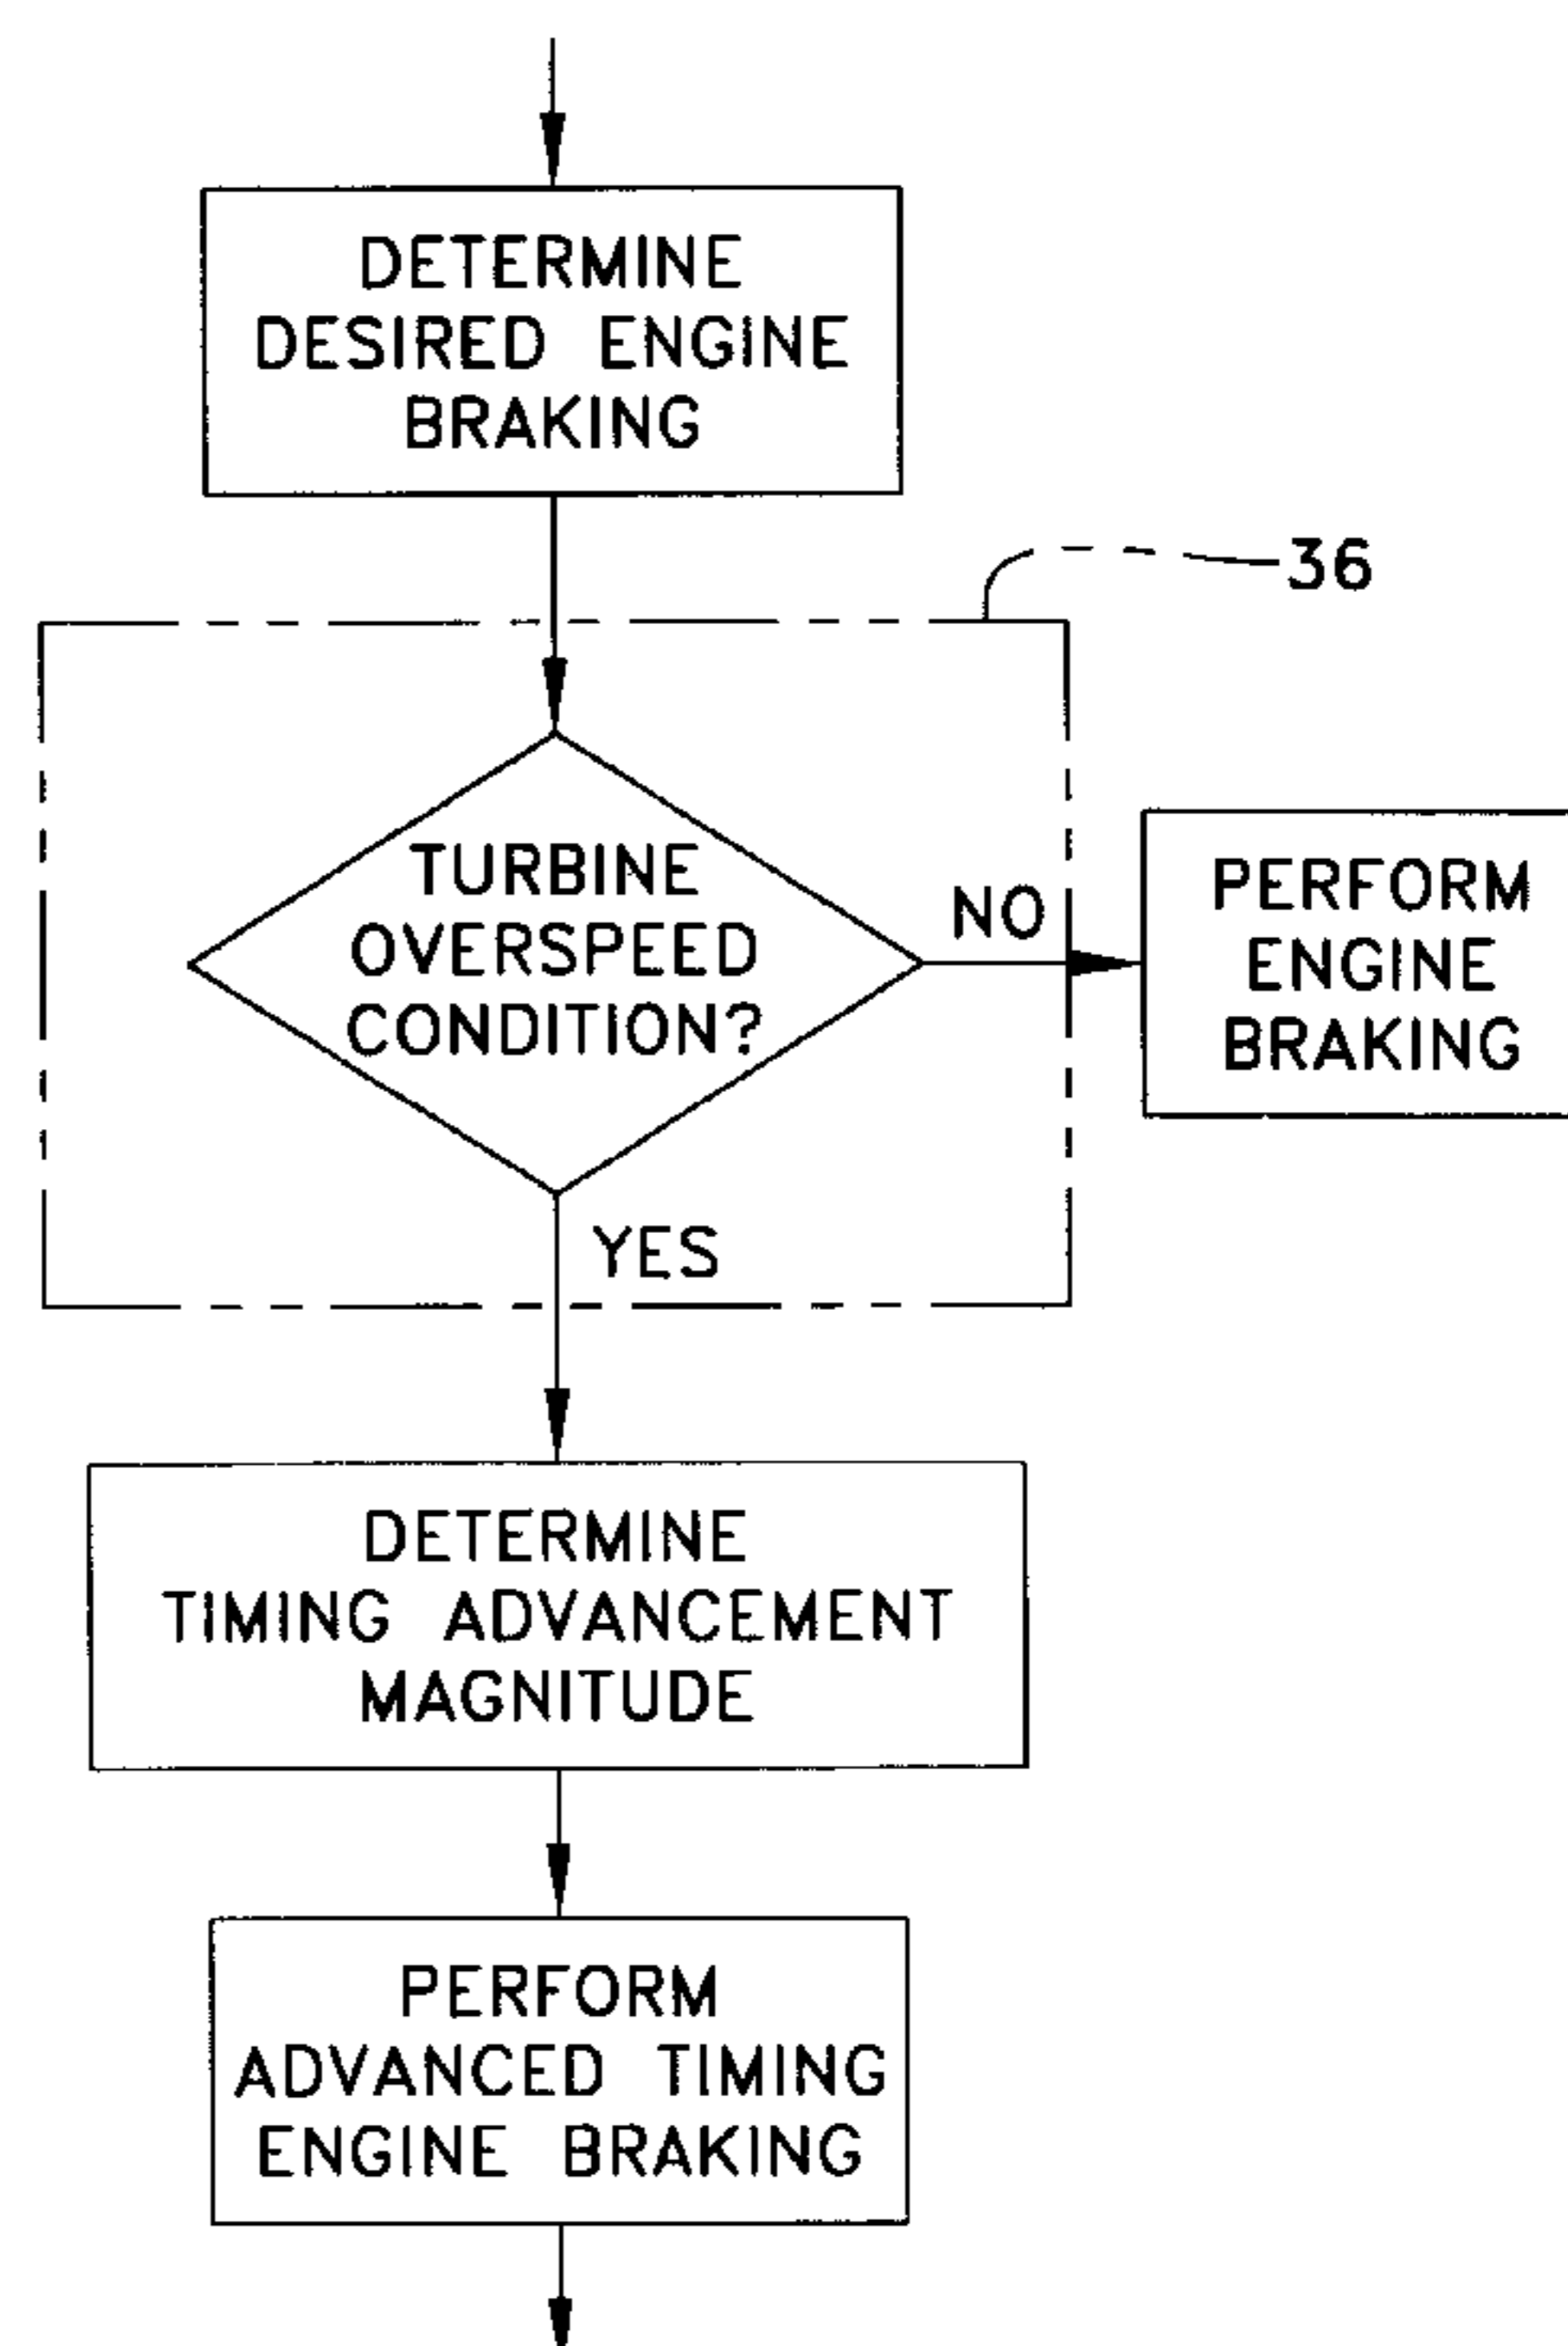 DETERMINE
DESIRED ENGINE
BRAKING
36
TURBINE
OVERSPEED
CONDITION?
NO
PERFORM
ENGINE
BRAKING
YES
DETERMINE
TIMING ADVANCEMENT
MAGNITUDE
PERFORM
ADVANCED TIMING
ENGINE BRAKING